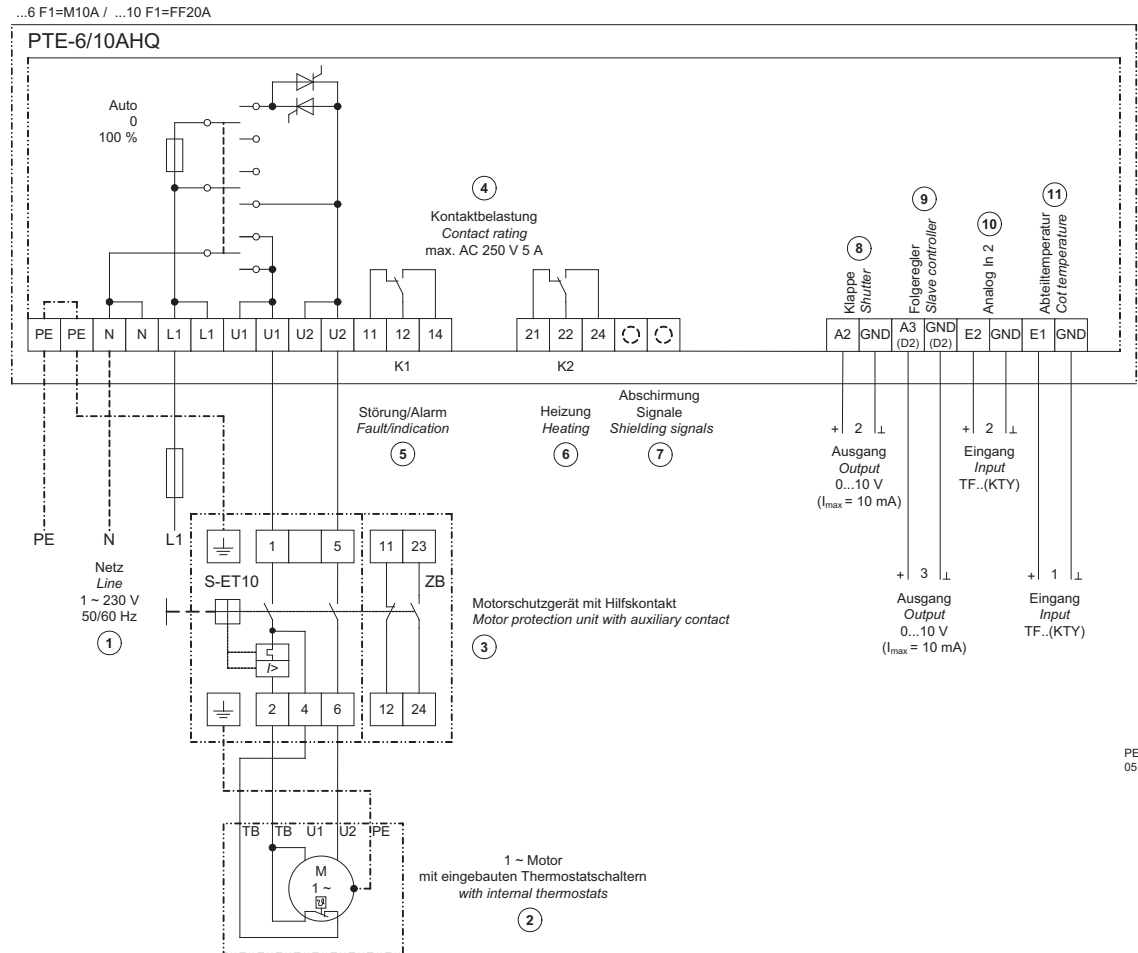 ...6 F1=M10A / ...10 F1=FF20A
PTE-6/10AHQ
Auto
0
100 %
4
Kontaktbelastung
Contact rating
max. AC 250 V 5 A
8
Klappe
Shutter
9
Folgeregler
Slave controller
10
Analog In 2
11
Abteiltemperatur
Cot temperature
PE PE N N L1 L1 U1 U1 U2 U2 11 12 14
21 22 24
A2 GND A3 (D2) GND (D2) E2 GND E1 GND
K1
K2
Störung/Alarm
Fault/indication
5
Heizung
Heating
6
Abschirmung
Signale
Shielding signals
7
+ 2 ⊥
Ausgang
Output
0...10 V
(Imax = 10 mA)
+ 2 ⊥
Eingang
Input
TF..(KTY)
+ 3 ⊥
Ausgang
Output
0...10 V
(Imax = 10 mA)
+ 1 ⊥
Eingang
Input
TF..(KTY)
PE N L1
Netz
Line
1 ~ 230 V
50/60 Hz
1
1 5 11 23
S-ET10
ZB
I>
Motorschutzgerät mit Hilfskontakt
Motor protection unit with auxiliary contact
3
2 4 6 12 24
PE
05
TB TB U1 U2 PE
M
1 ~
ϑ
1 ~ Motor
mit eingebauten Thermostatschaltern
with internal thermostats
2